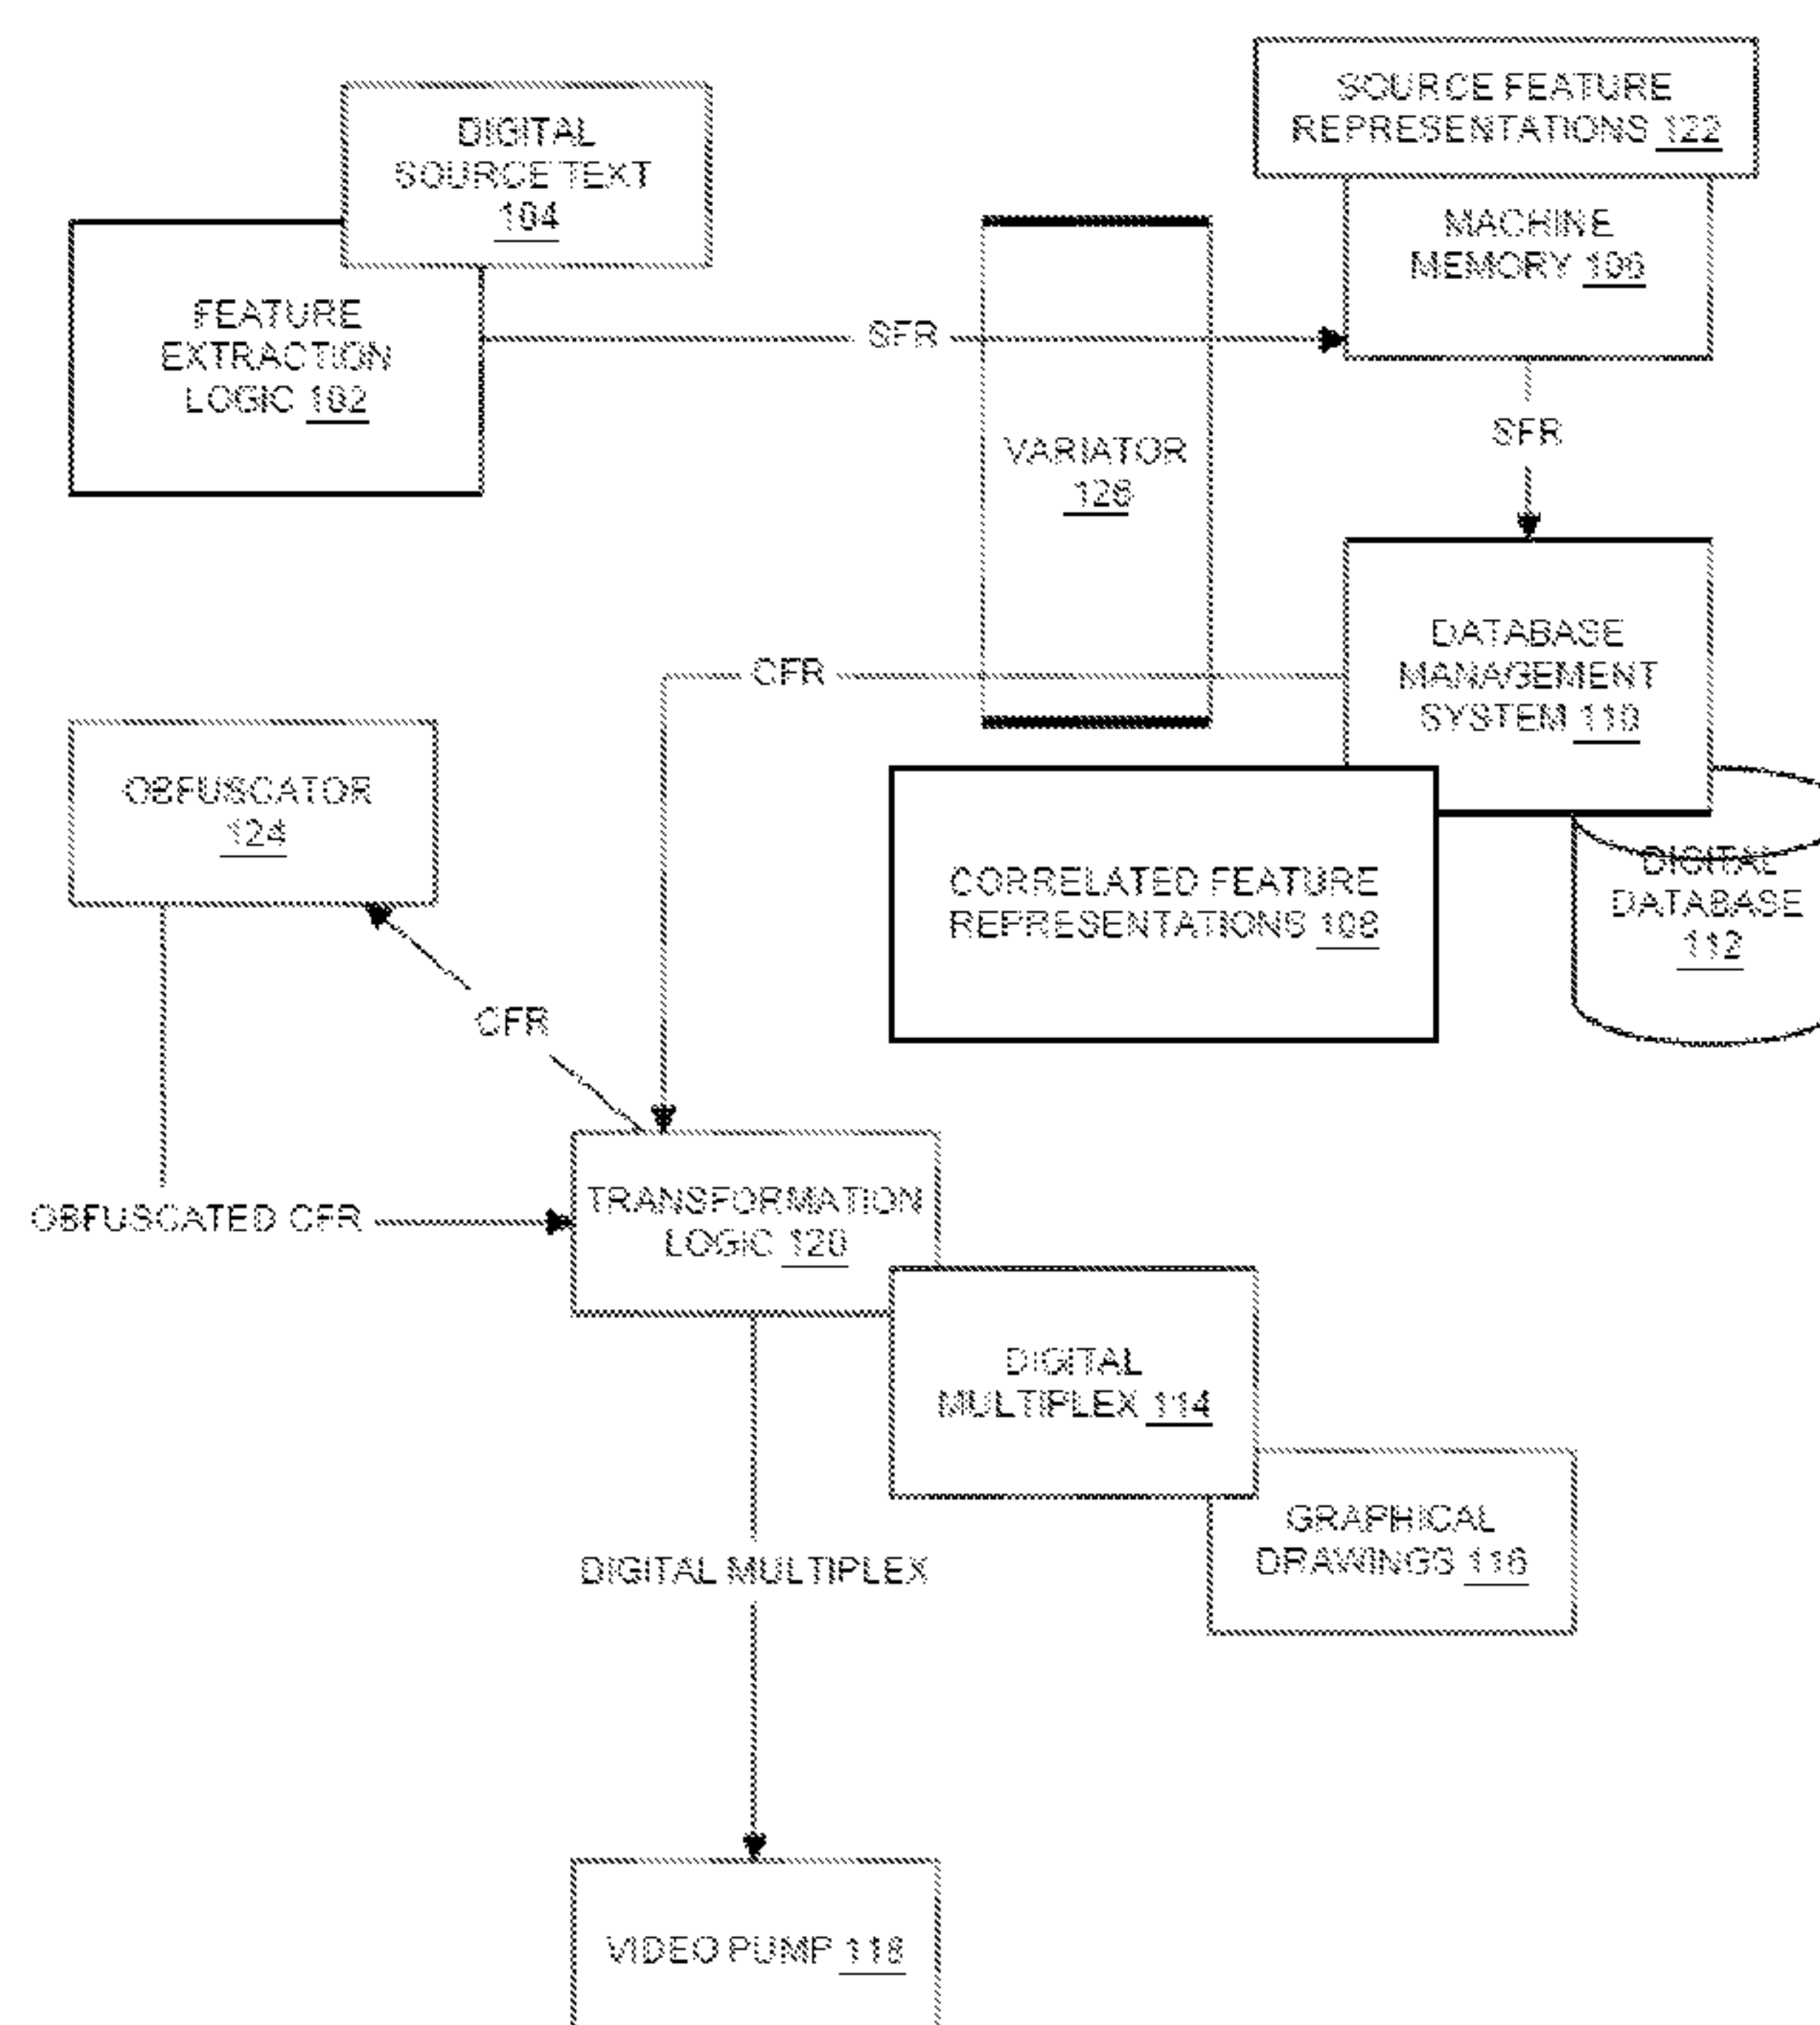 SOURCE FEATURE
REPRESENTATIONS 122
DIGITAL
SOURCE TEXT
104
MACHINE
MEMORY 106
FEATURE
EXTRACTION
LOGIC 102
SFR
SFR
VARIATOR
126
DATABASE
MANAGEMENT
SYSTEM 110
CFR
OBFUSCATOR
124
DIGITAL
DATABASE
112
CORRELATED FEATURE
REPRESENTATIONS 108
CFR
OBFUSCATED CFR
TRANSFORMATION
LOGIC 120
DIGITAL
MULTIPLEX 114
GRAPHICAL
DRAWINGS 116
DIGITAL MULTIPLEX
VIDEO PUMP 118